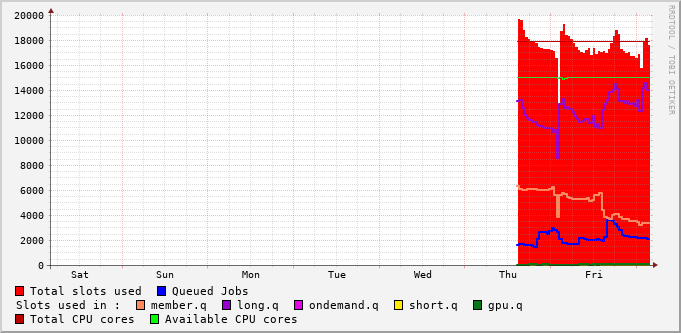 RRDTOOL / TOBI OETIKER
20000
18000
16000
14000
12000
10000
8000
6000
4000
2000
0
Sat Sun Mon Tue Wed Thu Fri
Total slots used Queued Jobs
Slots used in : member.q long.q ondemand.q short.q gpu.q
Total CPU cores Available CPU cores